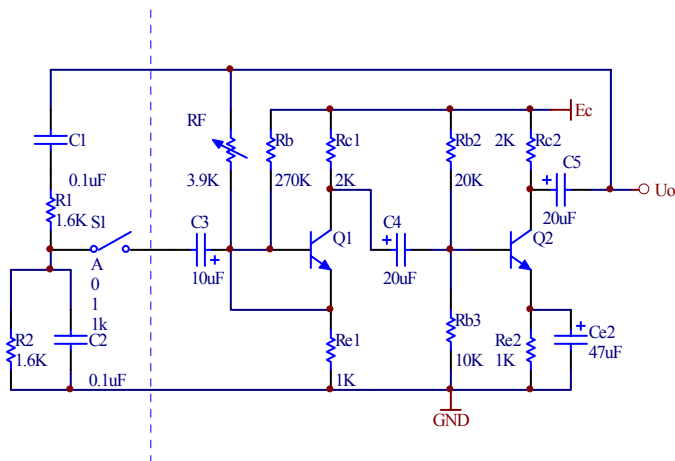 Ec
RF
Rb
Rc1
Rb2
2K
Rc2
C1
C5
3.9K
270K
2K
20K
0.1uF
R1
1.6K
S1
C3
C4
20uF
Uo
Q1
Q2
A
0
1
1k
10uF
20uF
R2
1.6K
C2
Re1
Rb3
Re2
Ce2
10K
1K
47uF
0.1uF
1K
GND